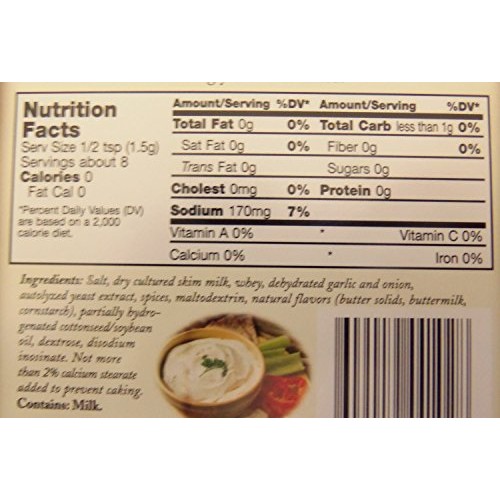 Nutrition
Facts
Serv Size 1/2 tsp (1.5g)
Servings about 8
Calories 0
Fat Cal 0
*Percent Daily Values (DV)
are based on a 2,000
calorie diet.
Amount/Serving %DV* Amount/Serving %DV*
Total Fat 0g 0% Total Carb less than 1g 0%
Sat Fat 0g 0% Fiber 0g 0%
Trans Fat 0g Sugars 0g
Cholest 0mg 0% Protein 0g
Sodium 170mg 7%
Vitamin A 0% * Vitamin C 0%
Calcium 0% * Iron 0%
Ingredients: Salt, dry cultured skim milk, whey, dehydrated garlic and onion,
autolyzed yeast extract, spices, maltodextrin, natural flavors (butter solids, buttermilk,
cornstarch), partially hydro-
genated cottonseed/soybean
oil, dextrose, disodium
inosinate. Not more
than 2% calcium stearate
added to prevent caking.
Contains: Milk.